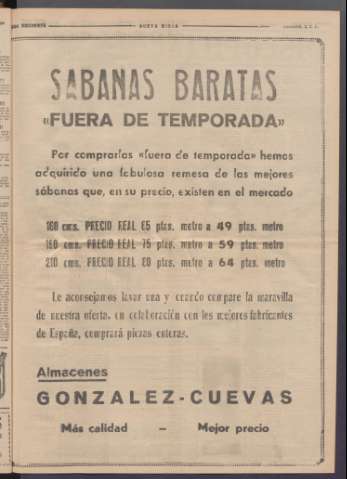 NUEVA RIOJA
SABANAS BARATAS
«FUERA DE TEMPORADA»
Por comprarlas «fuera de temporada» hemos
adquirido una fabulosa remesa de las mejores
sábanas que, en su precio, existen en el mercado
160 cms. PRECIO REAL 65 ptas. metro a 49 ptas. metro
180 cms. PRECIO REAL 75 ptas. metro a 59 ptas. metro
210 cms. PRECIO REAL 80 ptas. metro a 64 ptas. metro
Le aconsejamos lavar una y cuando compare la maravilla
de nuestra oferta, en colaboración con los mejores fabricantes
de España, comprará piezas enteras.
Almacenes
GONZALEZ-CUEVAS
Más calidad – Mejor precio